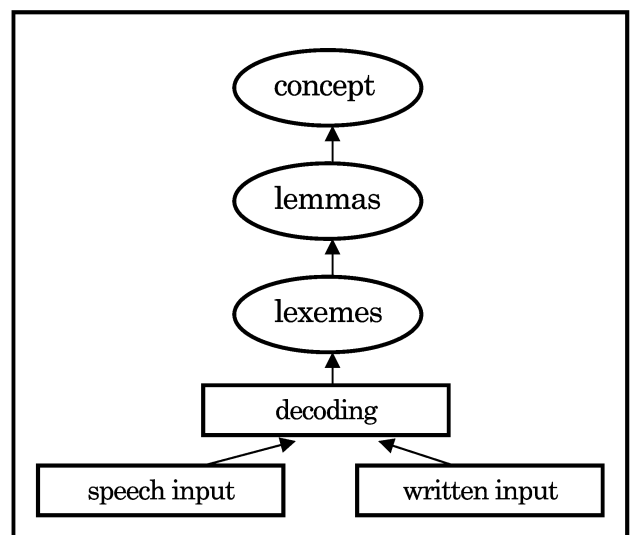 concept
lemmas
lexemes
decoding
speech input
written input